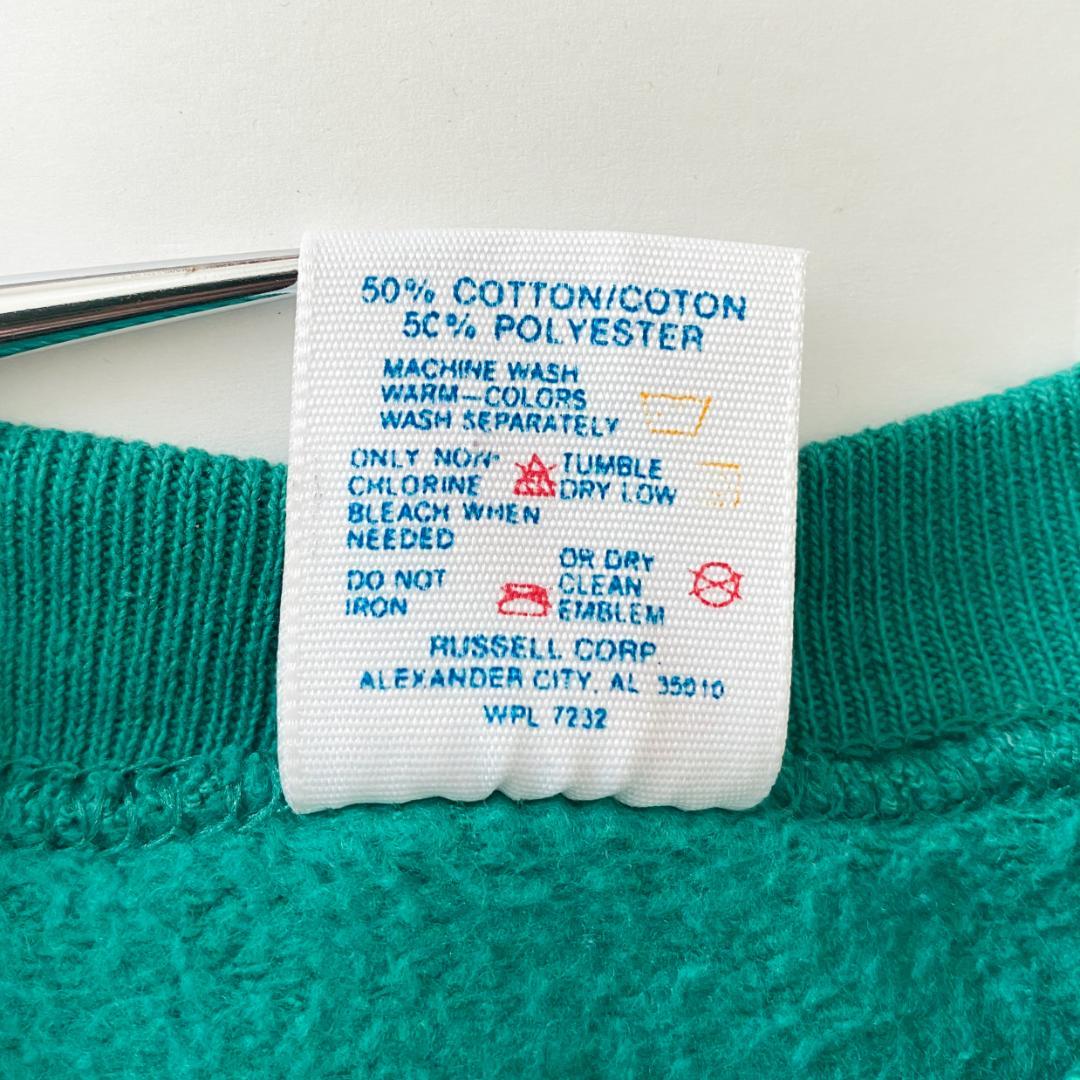 50% COTTON/COTON
50% POLYESTER
MACHINE WASH
WARM—COLORS
WASH SEPARATELY
ONLY NON-
CHLORINE
BLEACH WHEN
NEEDED
TUMBLE
DRY LOW
DO NOT
IRON
OR DRY
CLEAN
EMBLEM
RUSSELL CORP
ALEXANDER CITY, AL 35010
WPL 7232